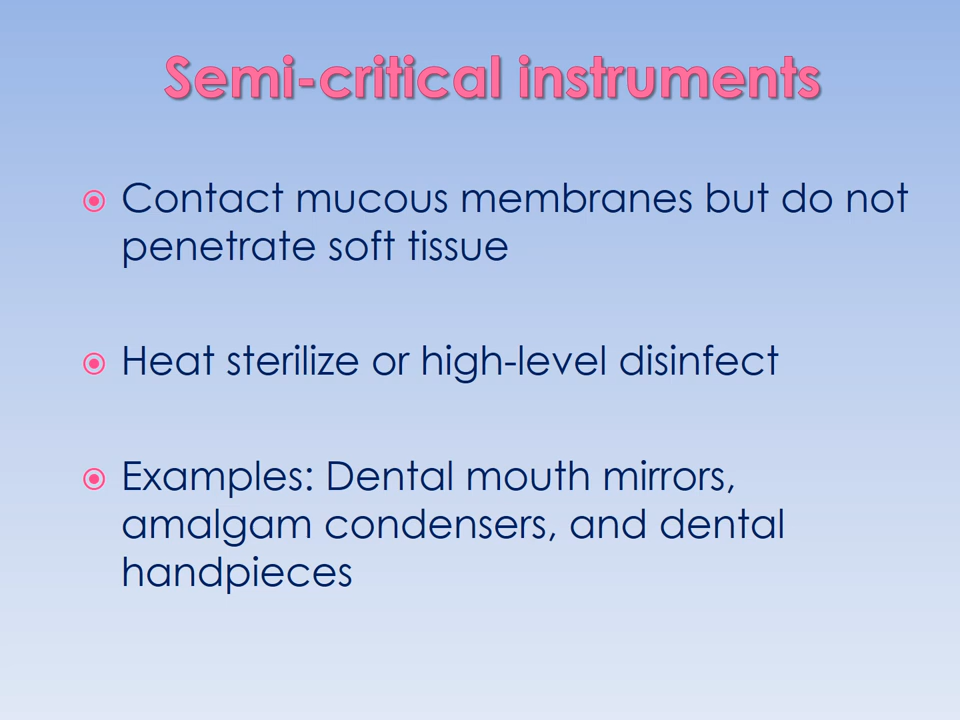 Semi-critical instruments
Contact mucous membranes but do not
penetrate soft tissue
Heat sterilize or high-level disinfect
Examples: Dental mouth mirrors,
amalgam condensers, and dental
handpieces